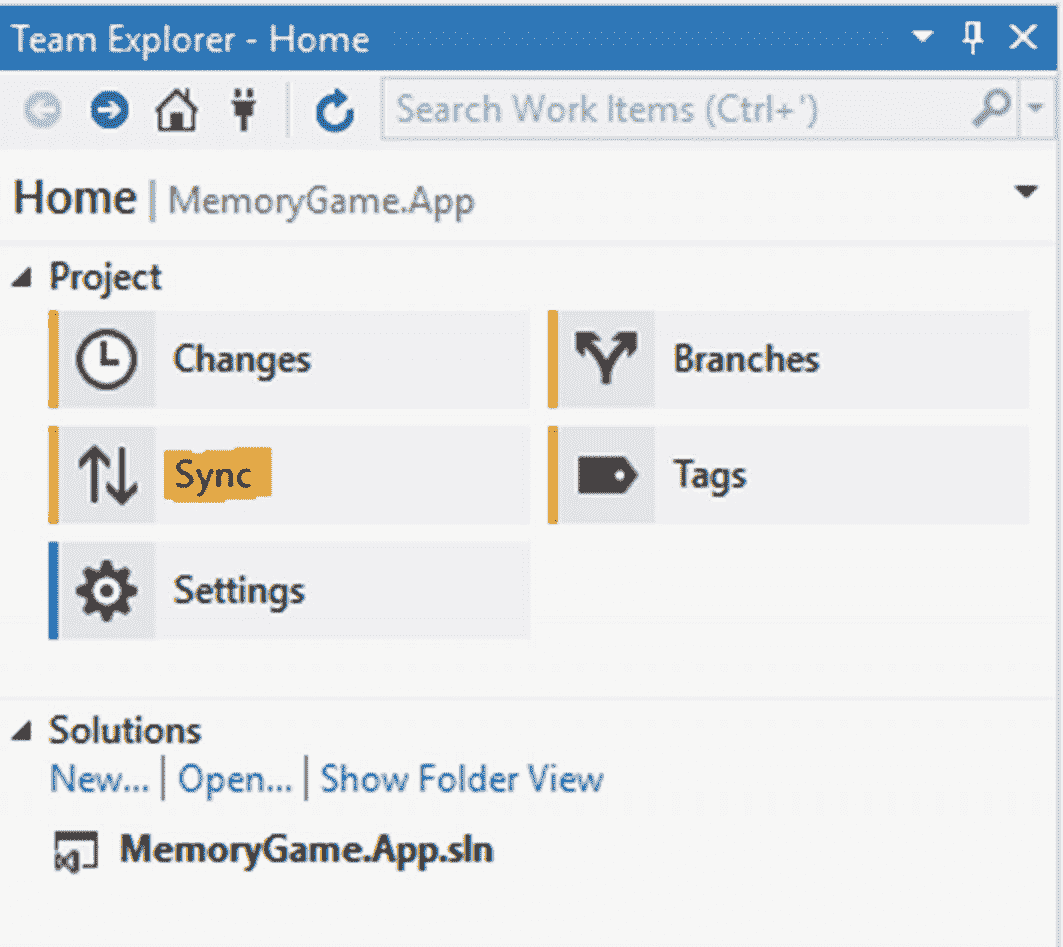 Team Explorer - Home
Search Work Items (Ctrl+')
Home | MemoryGame.App
Project
Changes
Branches
Sync
Tags
Settings
Solutions
New... | Open... | Show Folder View
MemoryGame.App.sln